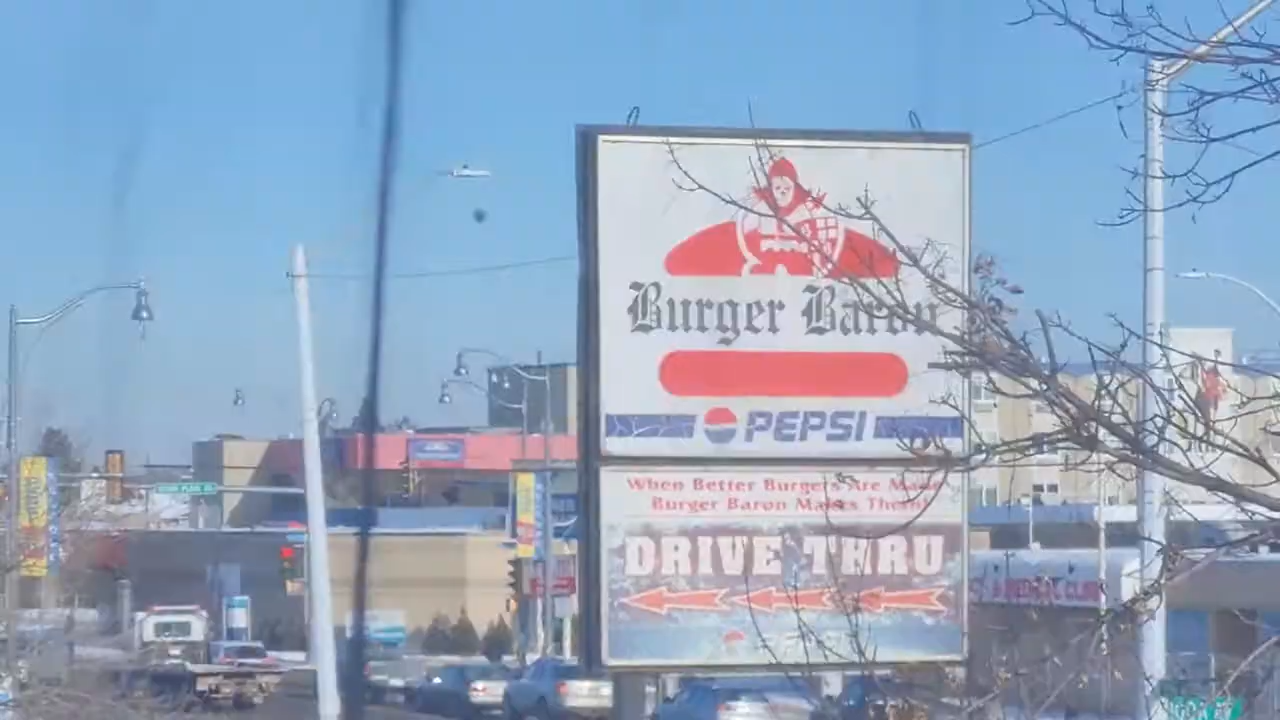 Burger Baron
PEPSI
When Better Burgers Are Made
Burger Baron Makes Them!
DRIVE THRU